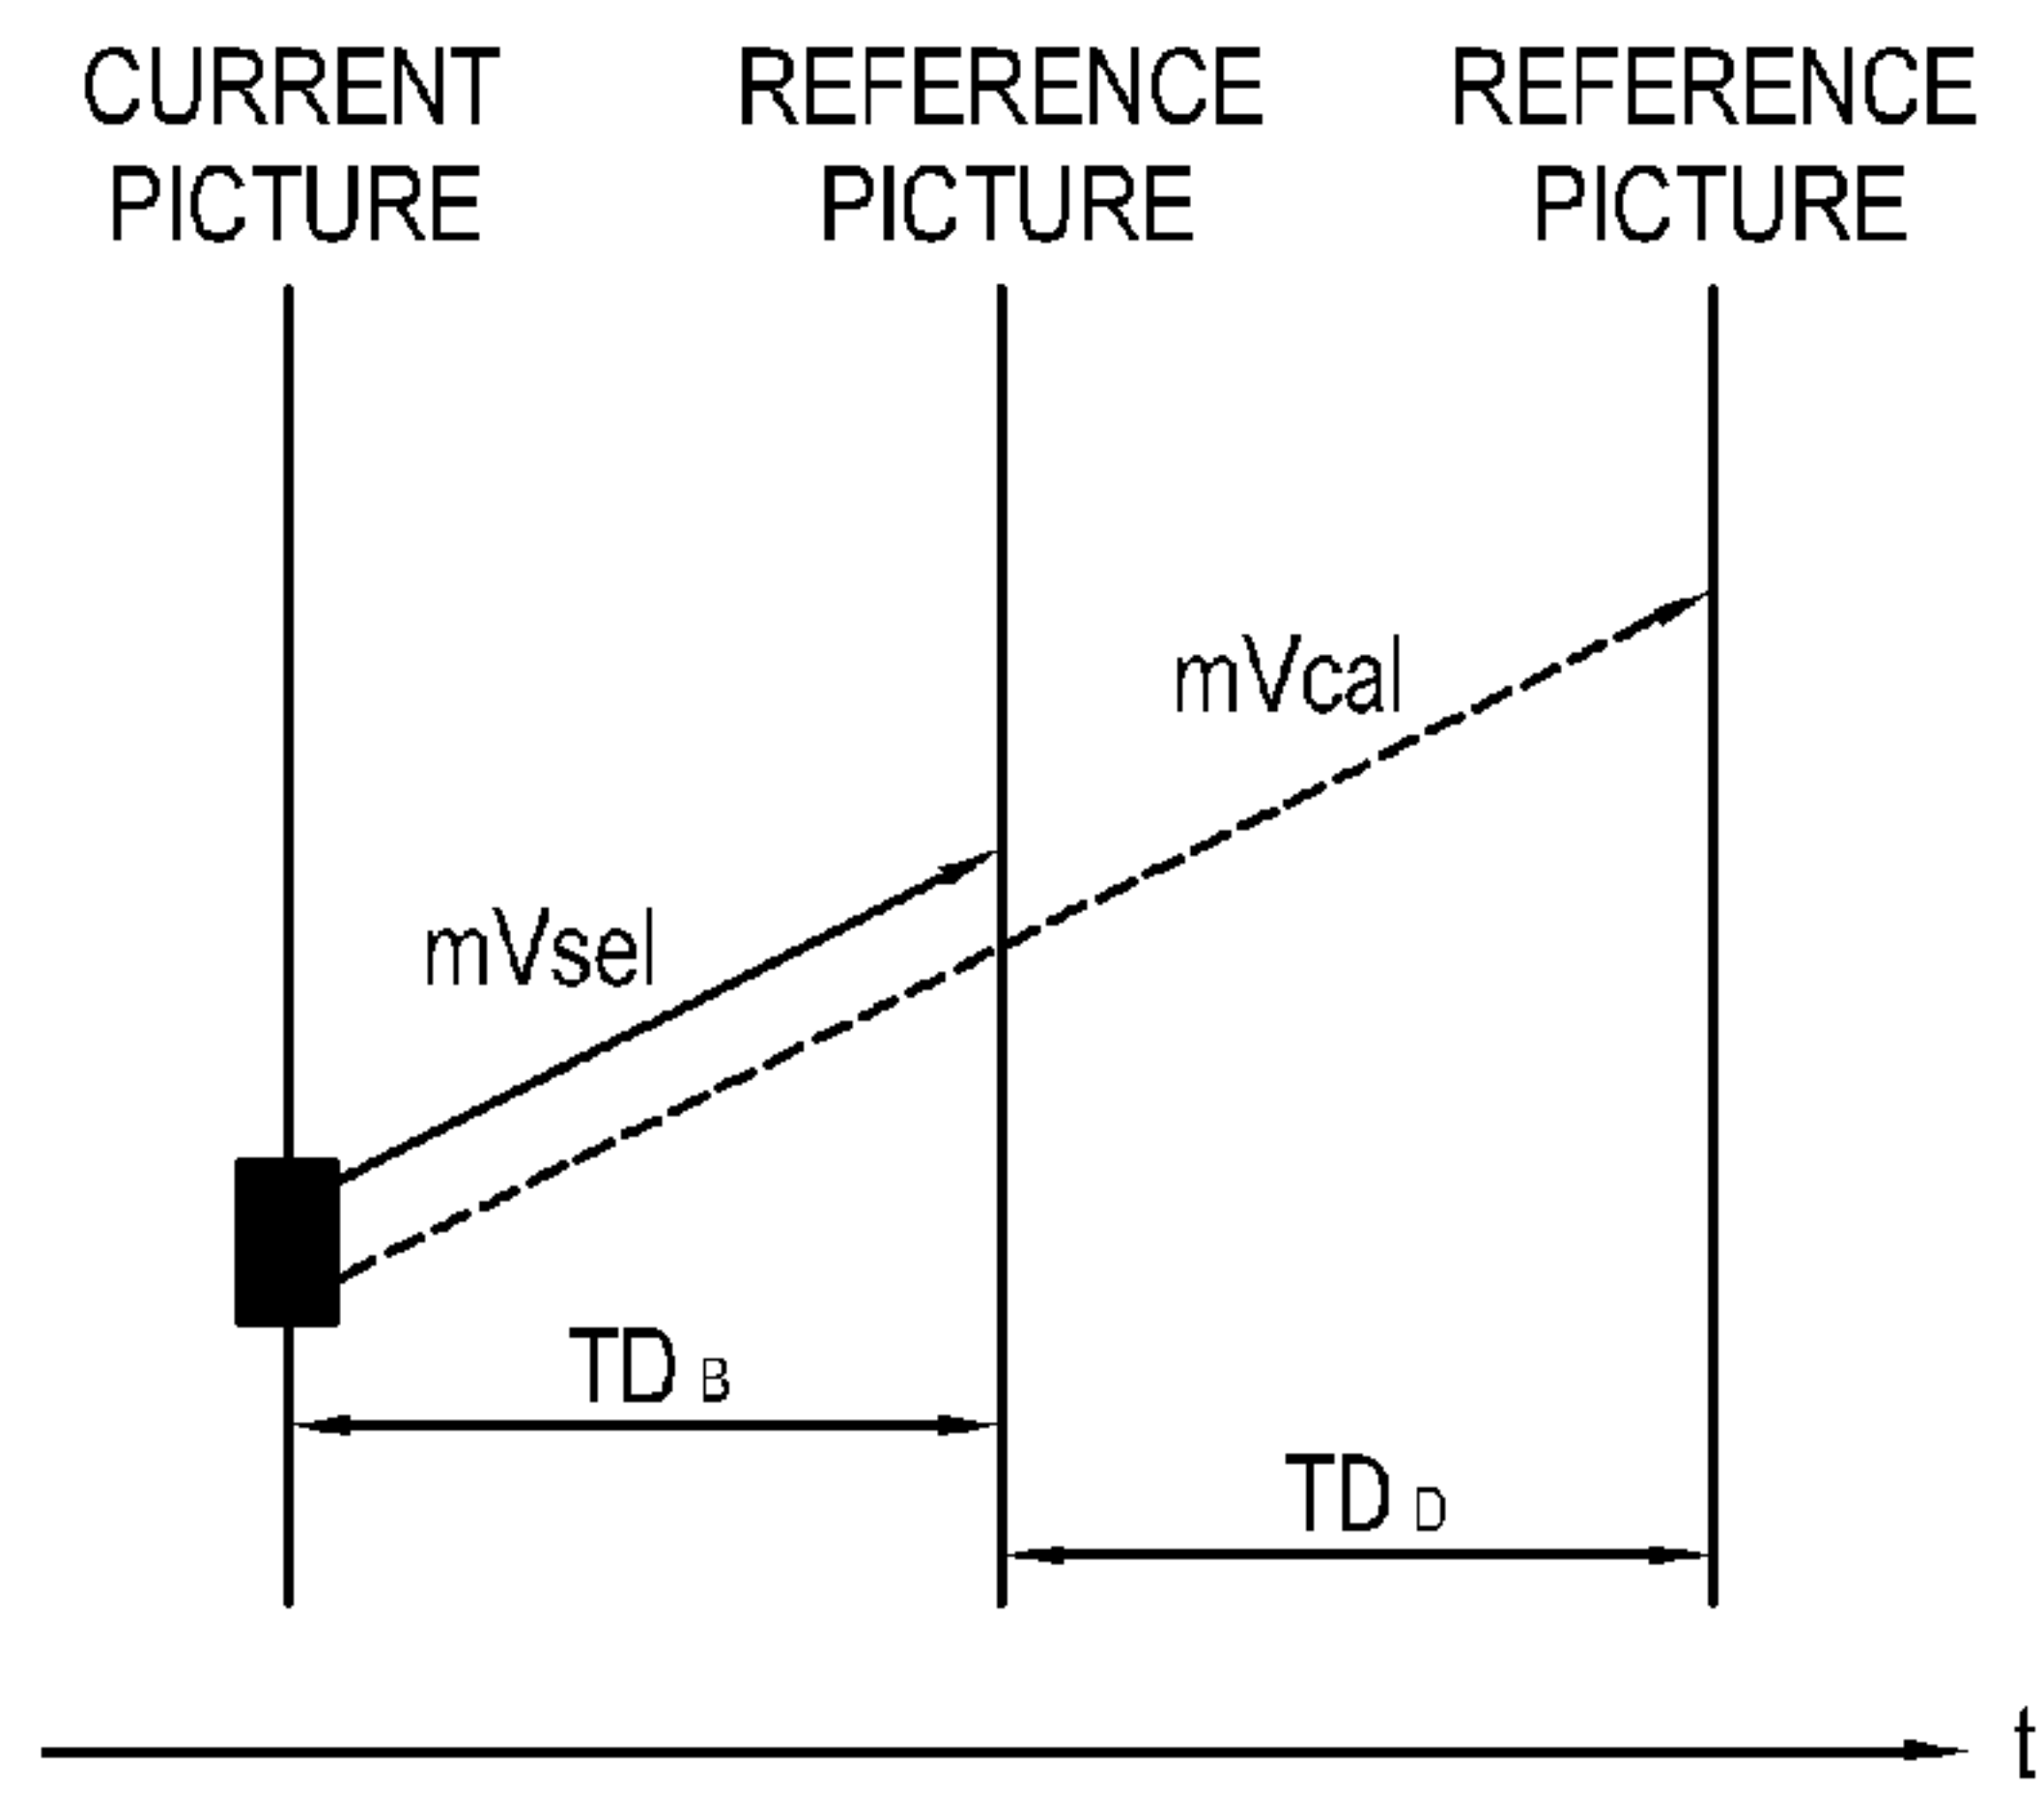 CURRENT PICTURE
REFERENCE PICTURE
REFERENCE PICTURE
mVcal
mVsel
TD B
TD D
t